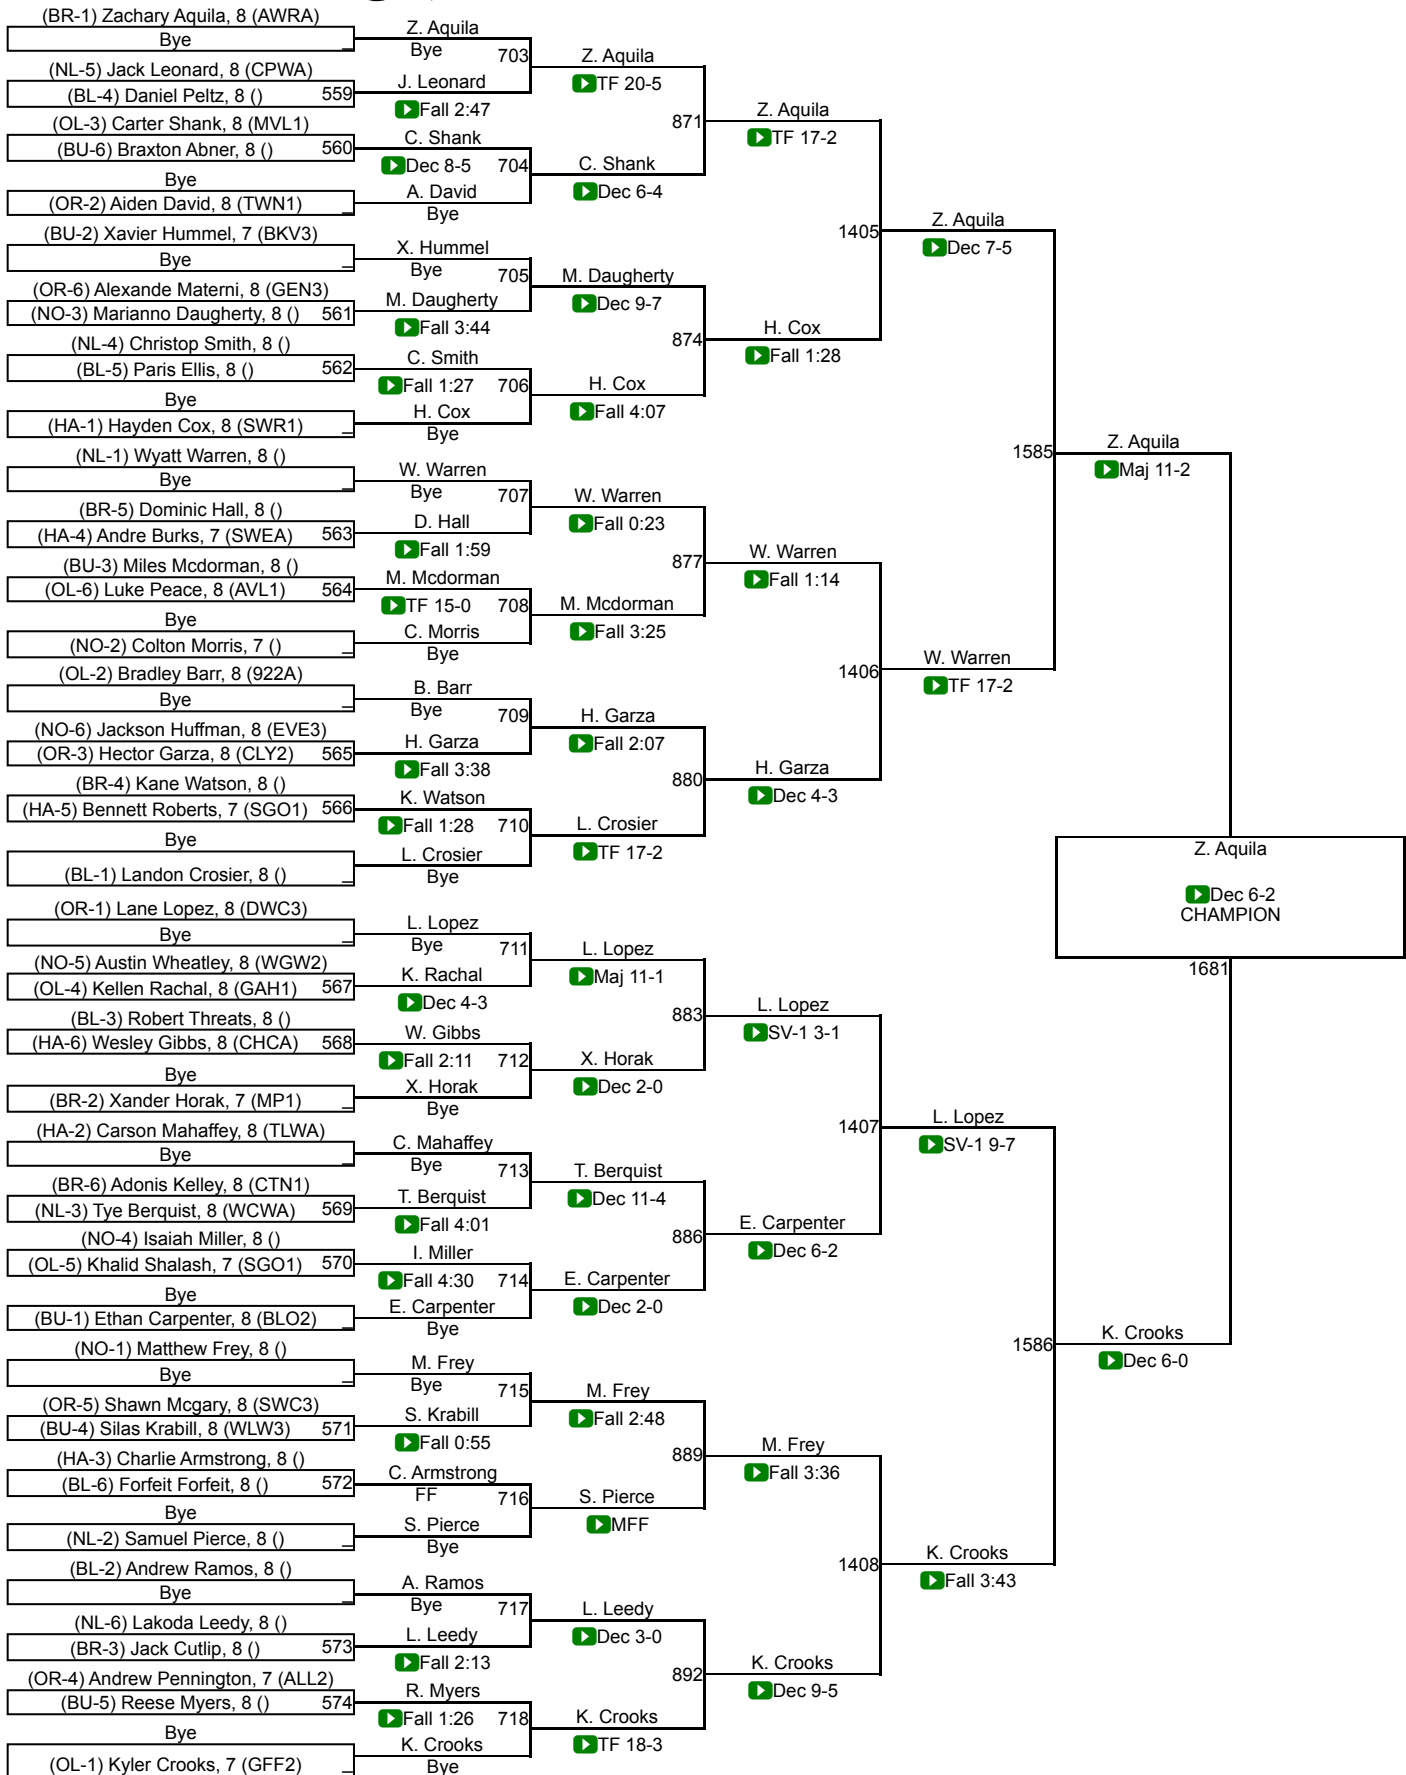 (BR-1) Zachary Aquila, 8 (AWRA)
Bye _
(NL-5) Jack Leonard, 8 (CPWA)
(BL-4) Daniel Peltz, 8 () 559
(OL-3) Carter Shank, 8 (MVL1)
(BU-6) Braxton Abner, 8 () 560
Bye
(OR-2) Aiden David, 8 (TWN1) _
(BU-2) Xavier Hummel, 7 (BKV3)
Bye _
(OR-6) Alexande Materni, 8 (GEN3)
(NO-3) Marianno Daugherty, 8 () 561
(NL-4) Christop Smith, 8 ()
(BL-5) Paris Ellis, 8 () 562
Bye
(HA-1) Hayden Cox, 8 (SWR1) _
(NL-1) Wyatt Warren, 8 ()
Bye _
(BR-5) Dominic Hall, 8 ()
(HA-4) Andre Burks, 7 (SWEA) 563
(BU-3) Miles Mcdorman, 8 ()
(OL-6) Luke Peace, 8 (AVL1) 564
Bye
(NO-2) Colton Morris, 7 () _
(OL-2) Bradley Barr, 8 (922A)
Bye _
(NO-6) Jackson Huffman, 8 (EVE3)
(OR-3) Hector Garza, 8 (CLY2) 565
(BR-4) Kane Watson, 8 ()
(HA-5) Bennett Roberts, 7 (SGO1) 566
Bye
(BL-1) Landon Crosier, 8 () _
(OR-1) Lane Lopez, 8 (DWC3)
Bye _
(NO-5) Austin Wheatley, 8 (WGW2)
(OL-4) Kellen Rachal, 8 (GAH1) 567
(BL-3) Robert Threats, 8 ()
(HA-6) Wesley Gibbs, 8 (CHCA) 568
Bye
(BR-2) Xander Horak, 7 (MP1) _
(HA-2) Carson Mahaffey, 8 (TLWA)
Bye _
(BR-6) Adonis Kelley, 8 (CTN1)
(NL-3) Tye Berquist, 8 (WCWA) 569
(NO-4) Isaiah Miller, 8 ()
(OL-5) Khalid Shalash, 7 (SGO1) 570
Bye
(BU-1) Ethan Carpenter, 8 (BLO2) _
(NO-1) Matthew Frey, 8 ()
Bye _
(OR-5) Shawn Mcgary, 8 (SWC3)
(BU-4) Silas Krabill, 8 (WLW3) 571
(HA-3) Charlie Armstrong, 8 ()
(BL-6) Forfeit Forfeit, 8 () 572
Bye
(NL-2) Samuel Pierce, 8 () _
(BL-2) Andrew Ramos, 8 ()
Bye _
(NL-6) Lakoda Leedy, 8 ()
(BR-3) Jack Cutlip, 8 () 573
(OR-4) Andrew Pennington, 7 (ALL2)
(BU-5) Reese Myers, 8 () 574
Bye
(OL-1) Kyler Crooks, 7 (GFF2) _
Z. Aquila
Bye 703
J. Leonard
Fall 2:47
C. Shank
Dec 8-5 704
A. David
Bye
X. Hummel
Bye 705
M. Daugherty
Fall 3:44
C. Smith
Fall 1:27 706
H. Cox
Bye
W. Warren
Bye 707
D. Hall
Fall 1:59
M. Mcdorman
TF 15-0 708
C. Morris
Bye
B. Barr
Bye 709
H. Garza
Fall 3:38
K. Watson
Fall 1:28 710
L. Crosier
Bye
L. Lopez
Bye 711
K. Rachal
Dec 4-3
W. Gibbs
Fall 2:11 712
X. Horak
Bye
C. Mahaffey
Bye 713
T. Berquist
Fall 4:01
I. Miller
Fall 4:30 714
E. Carpenter
Bye
M. Frey
Bye 715
S. Krabill
Fall 0:55
C. Armstrong
FF 716
S. Pierce
Bye
A. Ramos
Bye 717
L. Leedy
Fall 2:13
R. Myers
Fall 1:26 718
K. Crooks
Bye
Z. Aquila
TF 20-5
871
C. Shank
Dec 6-4
M. Daugherty
Dec 9-7
874
H. Cox
Fall 4:07
W. Warren
Fall 0:23
877
M. Mcdorman
Fall 3:25
H. Garza
Fall 2:07
880
L. Crosier
TF 17-2
L. Lopez
Maj 11-1
883
X. Horak
Dec 2-0
T. Berquist
Dec 11-4
886
E. Carpenter
Dec 2-0
M. Frey
Fall 2:48
889
S. Pierce
MFF
L. Leedy
Dec 3-0
892
K. Crooks
TF 18-3
Z. Aquila
TF 17-2
1405
H. Cox
Fall 1:28
W. Warren
Fall 1:14
1406
H. Garza
Dec 4-3
L. Lopez
SV-1 3-1
1407
E. Carpenter
Dec 6-2
M. Frey
Fall 3:36
1408
K. Crooks
Dec 9-5
Z. Aquila
Dec 7-5
1585
W. Warren
TF 17-2
L. Lopez
SV-1 9-7
1586
K. Crooks
Fall 3:43
Z. Aquila
Maj 11-2
K. Crooks
Dec 6-0
Z. Aquila
Dec 6-2
CHAMPION
1681